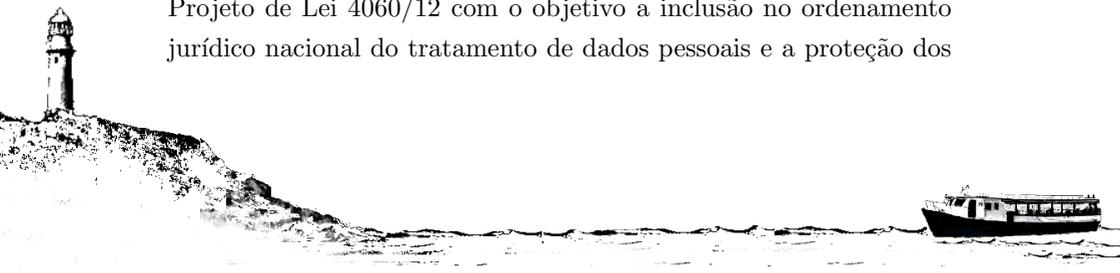 Projeto de Lei 4060/12 com o objetivo a inclusão no ordenamento
jurídico nacional do tratamento de dados pessoais e a proteção dos